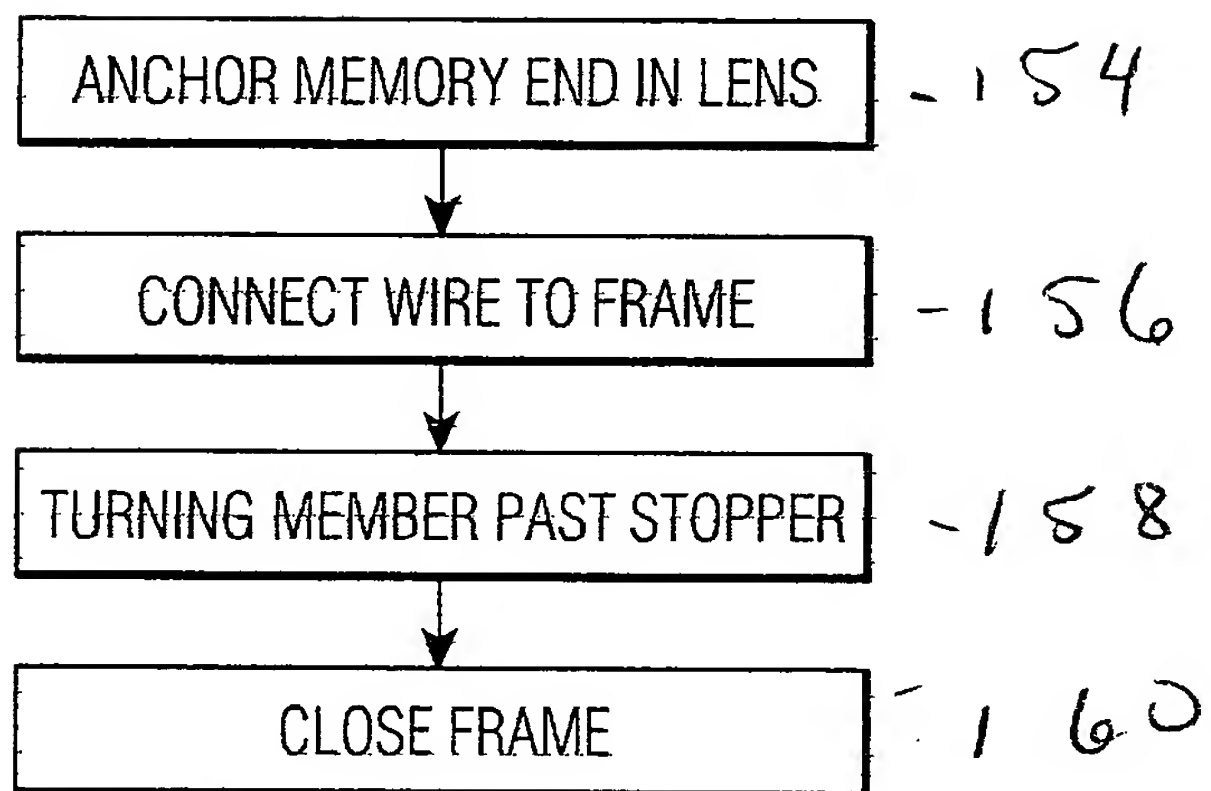 ANCHOR MEMORY END IN LENS - 154
CONNECT WIRE TO FRAME - 156
TURNING MEMBER PAST STOPPER - 158
CLOSE FRAME - 160